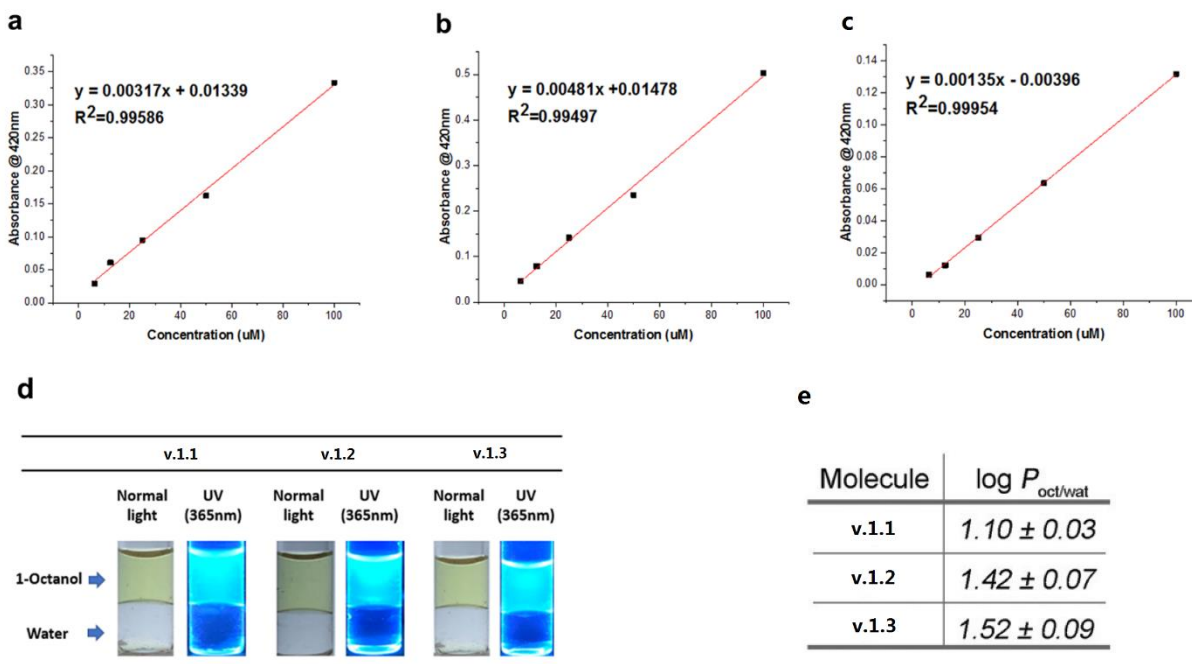 a
y = 0.00317x + 0.01339
R²=0.99586
Absorbance @ 420nm
0.35
0.30
0.25
0.20
0.15
0.10
0.05
0.00
0 20 40 60 80 100
Concentration (uM)
b
y = 0.00481x +0.01478
R²=0.99497
Absorbance @ 420nm
0.5
0.4
0.3
0.2
0.1
0.0
0 20 40 60 80 100
Concentration (uM)
c
y = 0.00135x - 0.00396
R²=0.99954
Absorbance @ 420nm
0.14
0.12
0.10
0.08
0.06
0.04
0.02
0.00
0 20 40 60 80 100
Concentration (uM)
d
v.1.1 v.1.2 v.1.3
Normal light UV (365nm) Normal light UV (365nm) Normal light UV (365nm)
1-Octanol
Water
e
Molecule log P oct/wat
v.1.1 1.10 ± 0.03
v.1.2 1.42 ± 0.07
v.1.3 1.52 ± 0.09